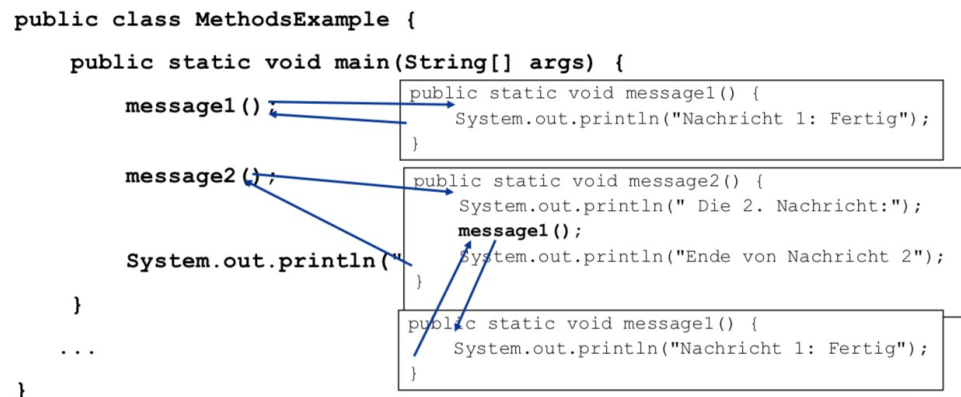 public class MethodsExample {
public static void main(String[] args) {
message1();
public static void message1() {
System.out.println("Nachricht 1: Fertig");
}
message2();
public static void message2() {
System.out.println(" Die 2. Nachricht:");
message1();
System.out.println("Ende von Nachricht 2");
}
System.out.println("
public static void message1() {
System.out.println("Nachricht 1: Fertig");
}
}
...
}